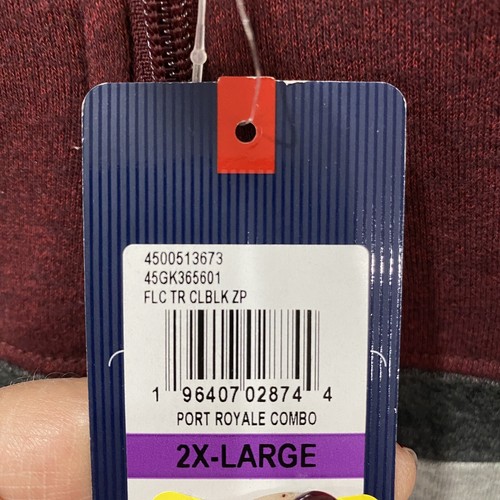 4500513673
45GK365601
FLC TR CLBLK ZP
1 96407 02874 4
PORT ROYALE COMBO
2X-LARGE